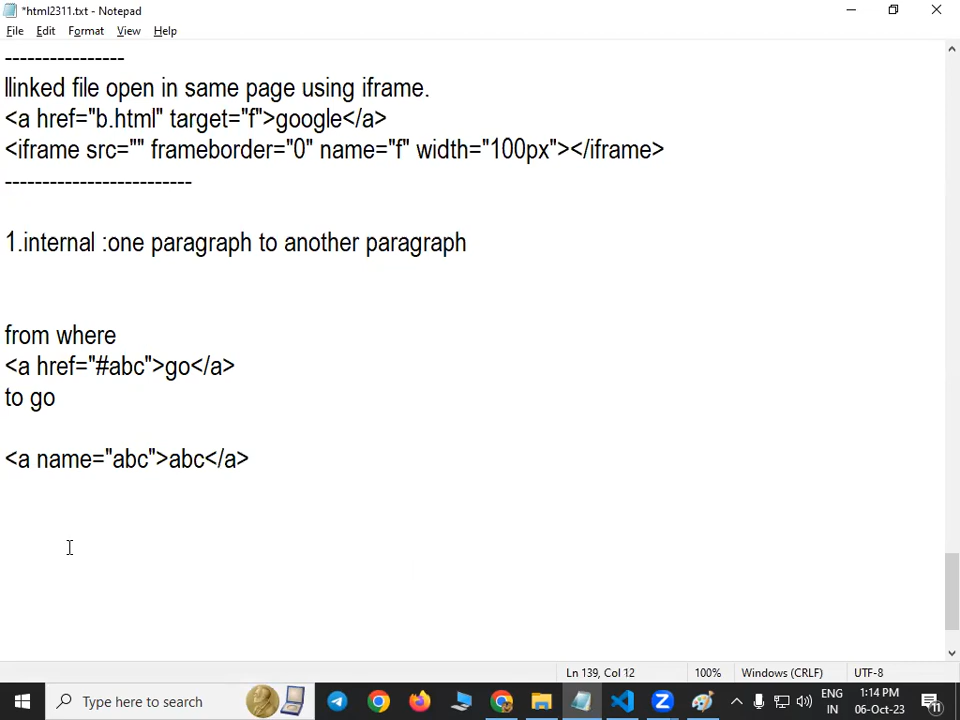 *html2311.txt - Notepad
File Edit Format View Help
----------------
llinked file open in same page using iframe.
<a href="b.html" target="f">google</a>
<iframe src="" frameborder="0" name="f" width="100px"></iframe>
-------------------------
1.internal :one paragraph to another paragraph
from where
<a href="#abc">go</a>
to go
<a name="abc">abc</a>
Ln 139, Col 12 100% Windows (CRLF) UTF-8
Type here to search
ENG 1:14 PM
IN 06-Oct-23 11